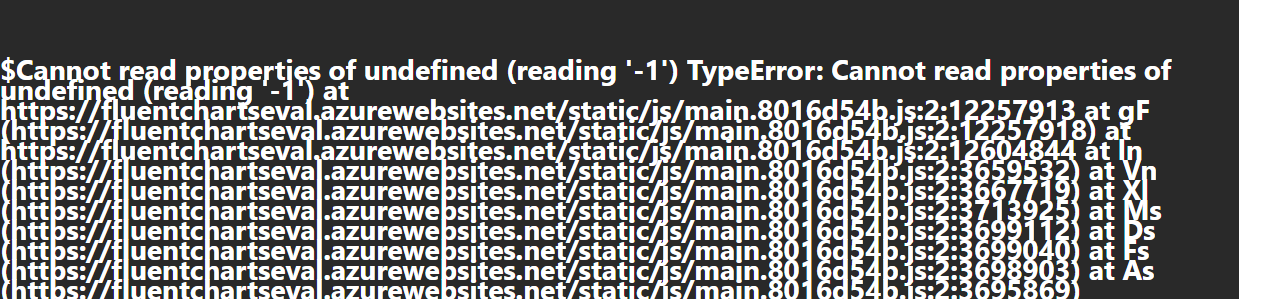 $Cannot read properties of undefined (reading '-1') TypeError: Cannot read properties of
undefined (reading '-1') at
https://fluentchartseval.azurewebsites.net/static/js/main.8016d54b.js:2:12257913 at gF
(https://fluentchartseval.azurewebsites.net/static/js/main.8016d54b.js:2:12257918) at
https://fluentchartseval.azurewebsites.net/static/js/main.8016d54b.js:2:12604844 at In
(https://fluentchartseval.azurewebsites.net/static/js/main.8016d54b.js:2:3659532) at Vn
(https://fluentchartseval.azurewebsites.net/static/js/main.8016d54b.js:2:3667719) at Xl
(https://fluentchartseval.azurewebsites.net/static/js/main.8016d54b.js:2:3713925) at Ms
(https://fluentchartseval.azurewebsites.net/static/js/main.8016d54b.js:2:3699112) at Ds
(https://fluentchartseval.azurewebsites.net/static/js/main.8016d54b.js:2:3699040) at Fs
(https://fluentchartseval.azurewebsites.net/static/js/main.8016d54b.js:2:3698903) at As
(https://fluentchartseval.azurewebsites.net/static/js/main.8016d54b.js:2:3695869)